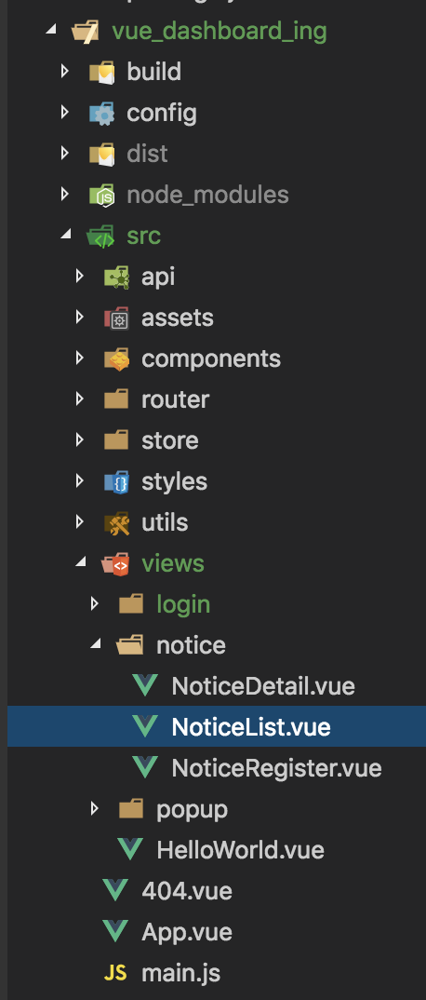 vue_dashboard_ing
build
config
dist
node_modules
src
api
assets
components
router
store
styles
utils
views
login
notice
NoticeDetail.vue
NoticeList.vue
NoticeRegister.vue
popup
HelloWorld.vue
404.vue
App.vue
JS main.js